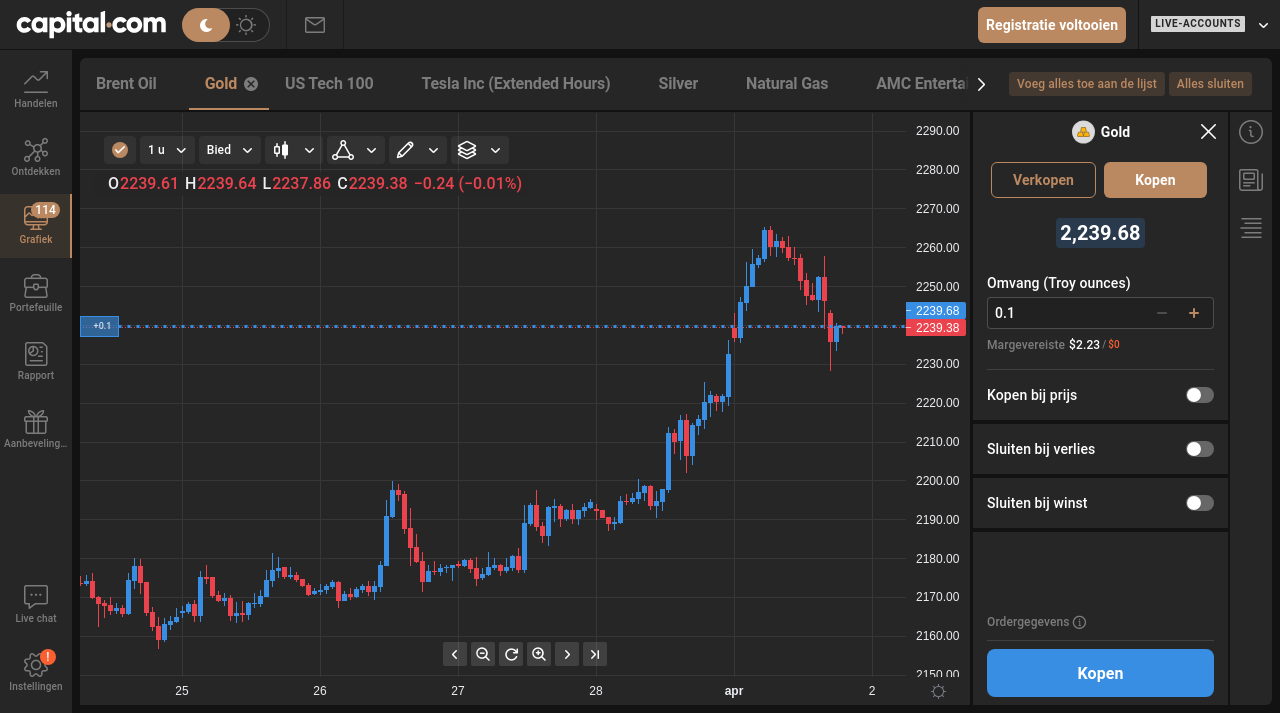 capital.com
Registratie voltooien
LIVE-ACCOUNTS
Handelen
Ontdekken
114
Grafiek
Portefeuille
Rapport
Aanbeveling...
Live chat
!
Instellingen
Brent Oil
Gold
US Tech 100
Tesla Inc (Extended Hours)
Silver
Natural Gas
AMC Enterta
Voeg alles toe aan de lijst
Alles sluiten
1 u
Bied
O2239.61 H2239.64 L2237.86 C2239.38 −0.24 (−0.01%)
+0.1
2290.00
2280.00
2270.00
2260.00
2250.00
2239.68
2239.38
2230.00
2220.00
2210.00
2200.00
2190.00
2180.00
2170.00
2160.00
2150.00
25
26
27
28
apr
2
Gold
Verkopen
Kopen
2,239.68
Omvang (Troy ounces)
0.1
Margevereiste $2.23 / $0
Kopen bij prijs
Sluiten bij verlies
Sluiten bij winst
Ordergegevens
Kopen